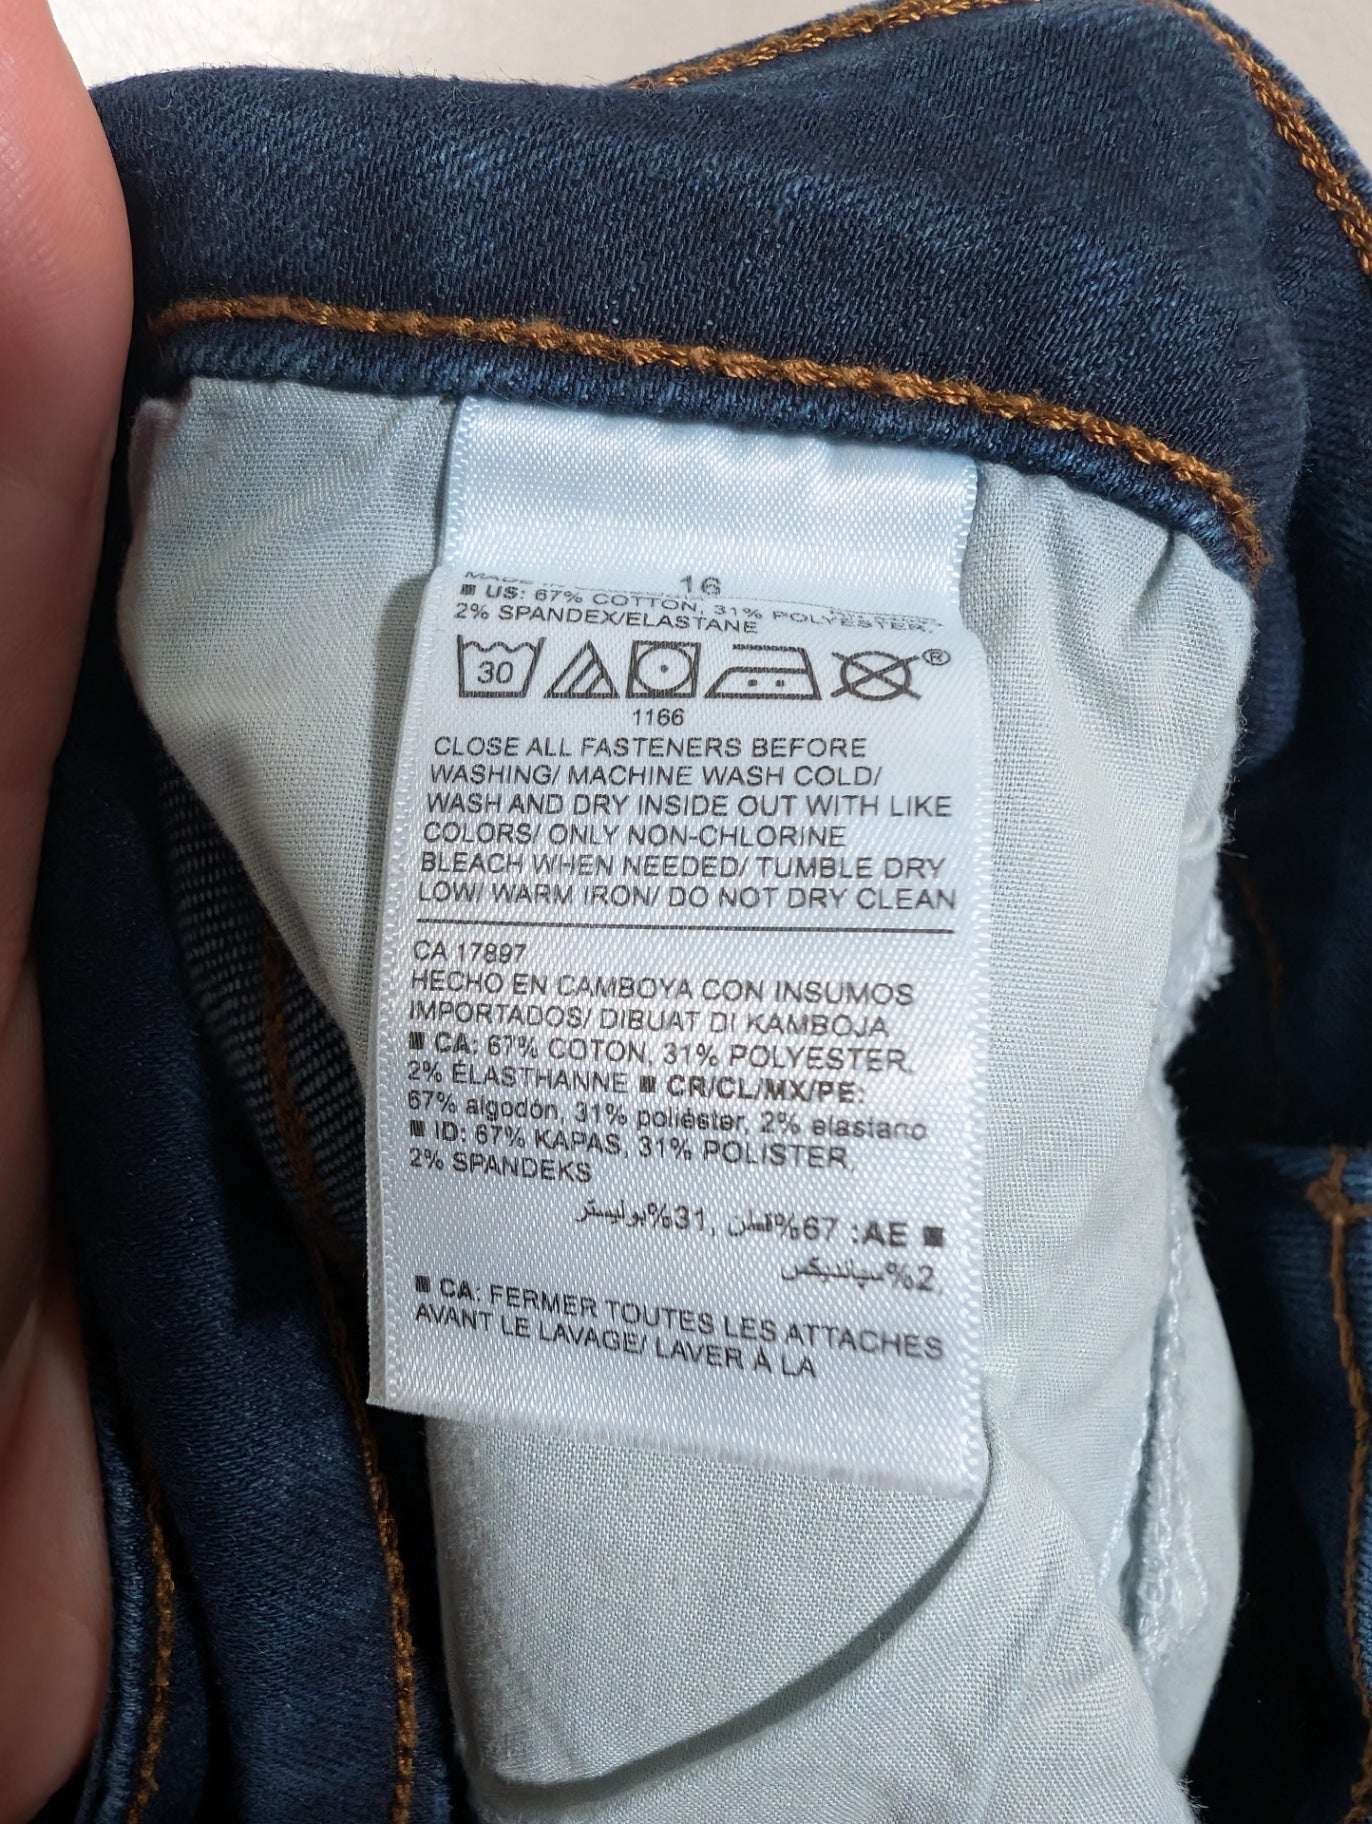 16
MADE IN
■ US: 67% COTTON, 31% POLYESTER,
2% SPANDEX/ELASTANE
30
®
1166
CLOSE ALL FASTENERS BEFORE
WASHING/ MACHINE WASH COLD/
WASH AND DRY INSIDE OUT WITH LIKE
COLORS/ ONLY NON-CHLORINE
BLEACH WHEN NEEDED/ TUMBLE DRY
LOW/ WARM IRON/ DO NOT DRY CLEAN
CA 17897
HECHO EN CAMBOYA CON INSUMOS
IMPORTADOS/ DIBUAT DI KAMBOJA
■ CA: 67% COTON, 31% POLYESTER,
2% ÉLASTHANNE ■ CR/CL/MX/PE:
67% algodón, 31% poliéster, 2% elastano
■ ID: 67% KAPAS, 31% POLISTER,
2% SPANDEKS
■ AE: 67% قطن, 31% بوليستر
2% سباندكس
■ CA: FERMER TOUTES LES ATTACHES
AVANT LE LAVAGE/ LAVER À LA